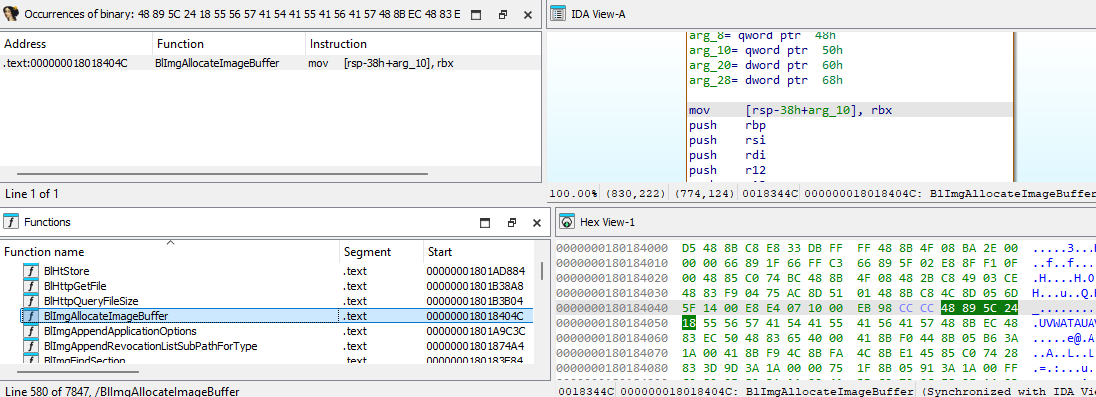 Occurrences of binary: 48 89 5C 24 18 55 56 57 41 54 41 55 41 56 41 57 48 8B EC 48 83 E
Address Function Instruction
.text:000000018018404C BlImgAllocateImageBuffer mov [rsp-38h+arg_10], rbx
Line 1 of 1
IDA View-A
arg_8= qword ptr 48h
arg_10= qword ptr 50h
arg_20= dword ptr 60h
arg_28= dword ptr 68h
mov [rsp-38h+arg_10], rbx
push rbp
push rsi
push rdi
push r12
100.00% (830,222) (774,124) 0018344C 000000018018404C: BlImgAllocateImageBuffer
Functions
Function name Segment Start
BlHtStore .text 00000001801AD884
BlHttpGetFile .text 00000001801B38A8
BlHttpQueryFileSize .text 00000001801B3B04
BlImgAllocateImageBuffer .text 000000018018404C
BlImgAppendApplicationOptions .text 00000001801A9C3C
BlImgAppendRevocationListSubPathForType .text 00000001801874A4
BlImgFindSection .text 0000000180183F84
Line 580 of 7847, /BlImgAllocateImageBuffer
Hex View-1
0000000180184000 D5 48 8B C8 E8 33 DB FF FF 48 8B 4F 08 BA 2E 00 .....3...H
0000000180184010 00 00 66 89 1F 66 FF C3 66 89 5F 02 E8 8F F1 0F ..f..f..
0000000180184020 00 48 85 C0 74 BC 48 8B 4F 08 48 2B C8 49 03 CE .H....H.O
0000000180184030 48 83 F9 04 75 AC 8D 51 01 48 8B C8 4C 8D 05 6D H...u..Q.H
0000000180184040 5F 14 00 E8 E4 07 10 00 EB 98 CC CC 48 89 5C 24 _........
0000000180184050 18 55 56 57 41 54 41 55 41 56 41 57 48 8B EC 48 .UVWATAUAV
0000000180184060 83 EC 50 48 83 65 40 00 41 8B F0 44 8B 05 B6 3A .....e@.A
0000000180184070 1A 00 41 8B F9 4C 8B FA 4C 8B E1 45 85 C0 74 28 ..A..L..L
0000000180184080 83 3D 9D 3A 1A 00 00 75 1F 8B 05 91 3A 1A 00 FF .=.:...u.
0018344C 000000018018404C: BlImgAllocateImageBuffer (Synchronized with IDA Vie